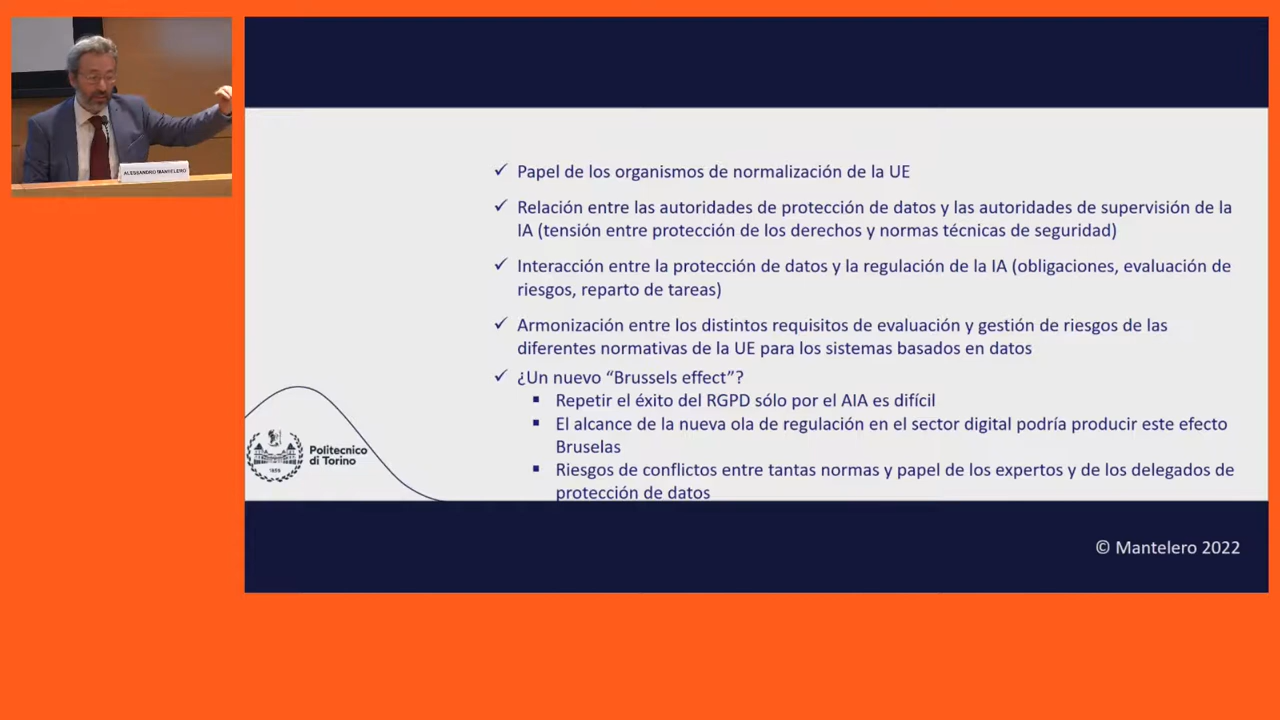 ALESSANDRO MANTELERO
✓ Papel de los organismos de normalización de la UE
✓ Relación entre las autoridades de protección de datos y las autoridades de supervisión de la
IA (tensión entre protección de los derechos y normas técnicas de seguridad)
✓ Interacción entre la protección de datos y la regulación de la IA (obligaciones, evaluación de
riesgos, reparto de tareas)
✓ Armonización entre los distintos requisitos de evaluación y gestión de riesgos de las
diferentes normativas de la UE para los sistemas basados en datos
✓ ¿Un nuevo “Brussels effect”?
▪ Repetir el éxito del RGPD sólo por el AIA es difícil
▪ El alcance de la nueva ola de regulación en el sector digital podría producir este efecto
Bruselas
▪ Riesgos de conflictos entre tantas normas y papel de los expertos y de los delegados de
protección de datos
1859
Politecnico
di Torino
© Mantelero 2022